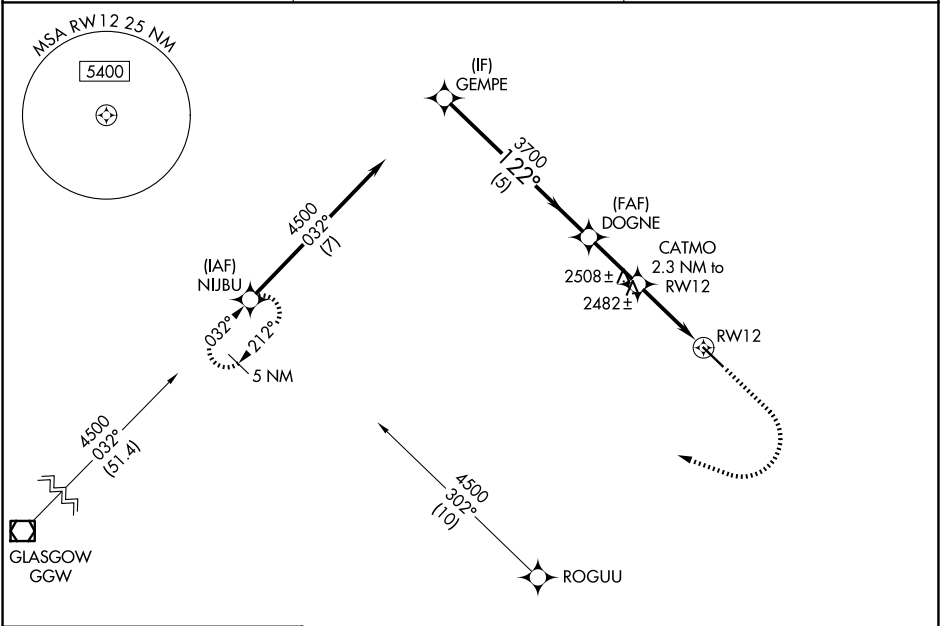 MSA RW12 25 NM
5400
(IF)
GEMPE
3700
122°
(5)
(FAF)
DOGNE
CATMO
2.3 NM to
RW12
2508±
2482±
RW12
4500
032°
(7)
(IAF)
NIJBU
032°
212°
5 NM
4500
032°
(51.4)
GLASGOW
GGW
4500
302°
(10)
ROGUU